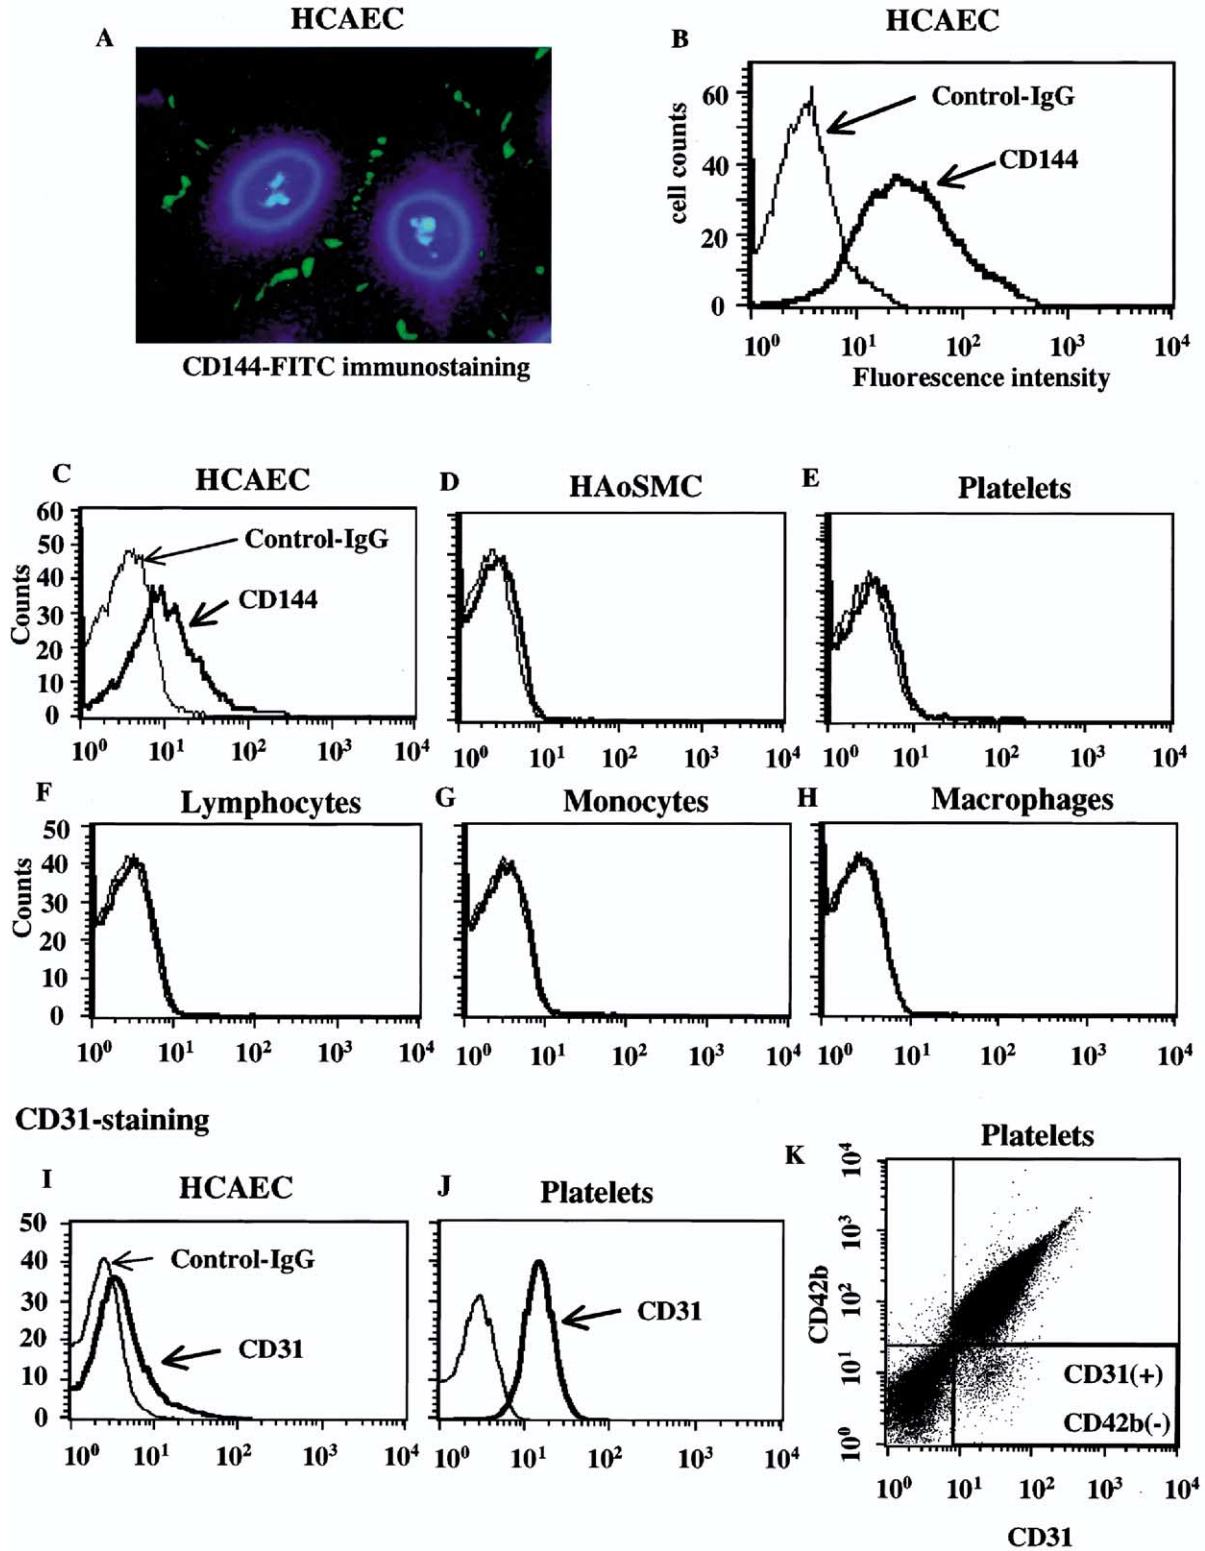 A
HCAEC
CD144-FITC immunostaining
B
HCAEC
cell counts
60
40
20
0
Control-IgG
CD144
10⁰ 10¹ 10² 10³ 10⁴
Fluorescence intensity
C
HCAEC
Counts
60
50
40
30
20
10
0
Control-IgG
CD144
10⁰ 10¹ 10² 10³ 10⁴
D
HAoSMC
10⁰ 10¹ 10² 10³ 10⁴
E
Platelets
10⁰ 10¹ 10² 10³ 10⁴
F
Lymphocytes
Counts
50
40
30
20
10
0
10⁰ 10¹ 10² 10³ 10⁴
G
Monocytes
10⁰ 10¹ 10² 10³ 10⁴
H
Macrophages
10⁰ 10¹ 10² 10³ 10⁴
CD31-staining
I
HCAEC
50
40
30
20
10
0
Control-IgG
CD31
10⁰ 10¹ 10² 10³ 10⁴
J
Platelets
CD31
10⁰ 10¹ 10² 10³ 10⁴
K
Platelets
CD42b
10⁴
10³
10²
10¹
10⁰
CD31(+)
CD42b(-)
10⁰ 10¹ 10² 10³ 10⁴
CD31